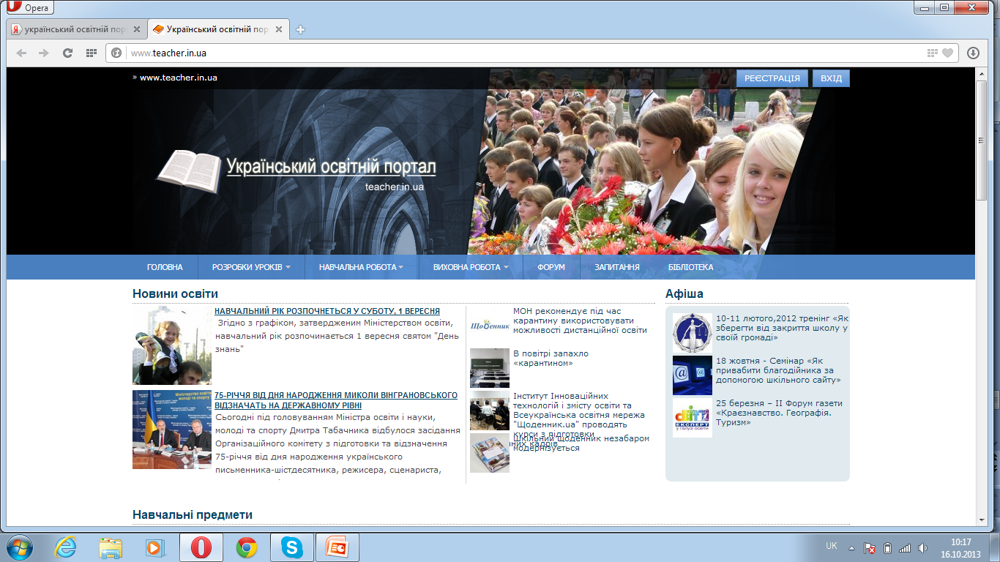 Opera
український освітній пор
Український освітній пор
www.teacher.in.ua
» www.teacher.in.ua
РЕЄСТРАЦІЯ
ВХІД
Український освітній портал
teacher.in.ua
ГОЛОВНА
РОЗРОБКИ УРОКІВ
НАВЧАЛЬНА РОБОТА
ВИХОВНА РОБОТА
ФОРУМ
ЗАПИТАННЯ
БІБЛІОТЕКА
Новини освіти
НАВЧАЛЬНИЙ РІК РОЗПОЧНЕТЬСЯ У СУБОТУ, 1 ВЕРЕСНЯ
Згідно з графіком, затвердженим Міністерством освіти,
навчальний рік розпочинається 1 вересня святом "День
знань"
75-РІЧЧЯ ВІД ДНЯ НАРОДЖЕННЯ МИКОЛИ ВІНГРАНОВСЬКОГО
ВІДЗНАЧАТЬ НА ДЕРЖАВНОМУ РІВНІ
Сьогодні під головуванням Міністра освіти і науки,
молоді та спорту Дмитра Табачника відбулося засідання
Організаційного комітету з підготовки та відзначення
75-річчя від дня народження українського
письменника-шістдесятника, режисера, сценариста,
Щоденник
МОН рекомендує під час
карантину використовувати
можливості дистанційної освіти
В повітрі запахло
«карантином»
Інститут Інноваційних
технологій і змісту освіти та
Всеукраїнська освітня мережа
"Щоденник.ua" проводять
курси з підготовки
них кадрів
Шкільний щоденник незабаром
модернізується
Афіша
10-11 лютого,2012 тренінг «Як
зберегти від закриття школу у
своїй громаді»
18 жовтня - Семінар «Як
привабити благодійника за
допомогою шкільного сайту»
25 березня – ІІ Форум газети
«Краєзнавство. Географія.
Туризм»
Навчальні предмети
UK
10:17
16.10.2013